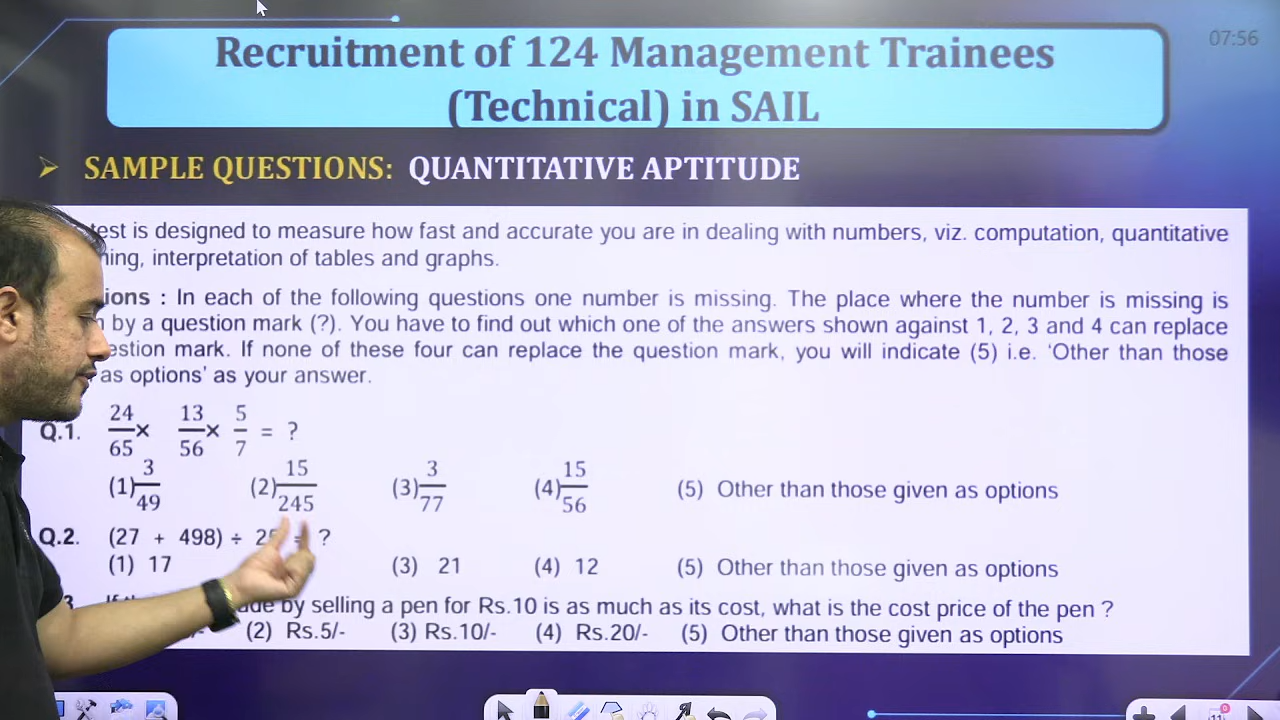 07:56
Recruitment of 124 Management Trainees
(Technical) in SAIL
SAMPLE QUESTIONS: QUANTITATIVE APTITUDE
test is designed to measure how fast and accurate you are in dealing with numbers, viz. computation, quantitative
interpretation of tables and graphs.
In each of the following questions one number is missing. The place where the number is missing is
by a question mark (?). You have to find out which one of the answers shown against 1, 2, 3 and 4 can replace
mark. If none of these four can replace the question mark, you will indicate (5) i.e. ‘Other than those
as options’ as your answer.
Q.1. 24/65 × 13/56 × 5/7 = ?
(1) 3/49 (2) 15/245 (3) 3/77 (4) 15/56 (5) Other than those given as options
Q.2. (27 + 498) ÷ = ?
(1) 17 (3) 21 (4) 12 (5) Other than those given as options
by selling a pen for Rs.10 is as much as its cost, what is the cost price of the pen ?
(2) Rs.5/- (3) Rs.10/- (4) Rs.20/- (5) Other than those given as options